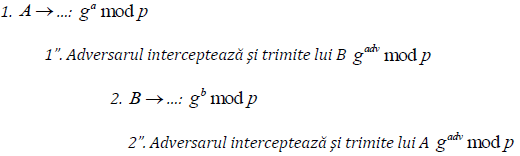 1. A → ...: g^a mod p
1". Adversarul interceptează și trimite lui B g^adv mod p
2. B → ...: g^b mod p
2". Adversarul interceptează și trimite lui A g^adv mod p